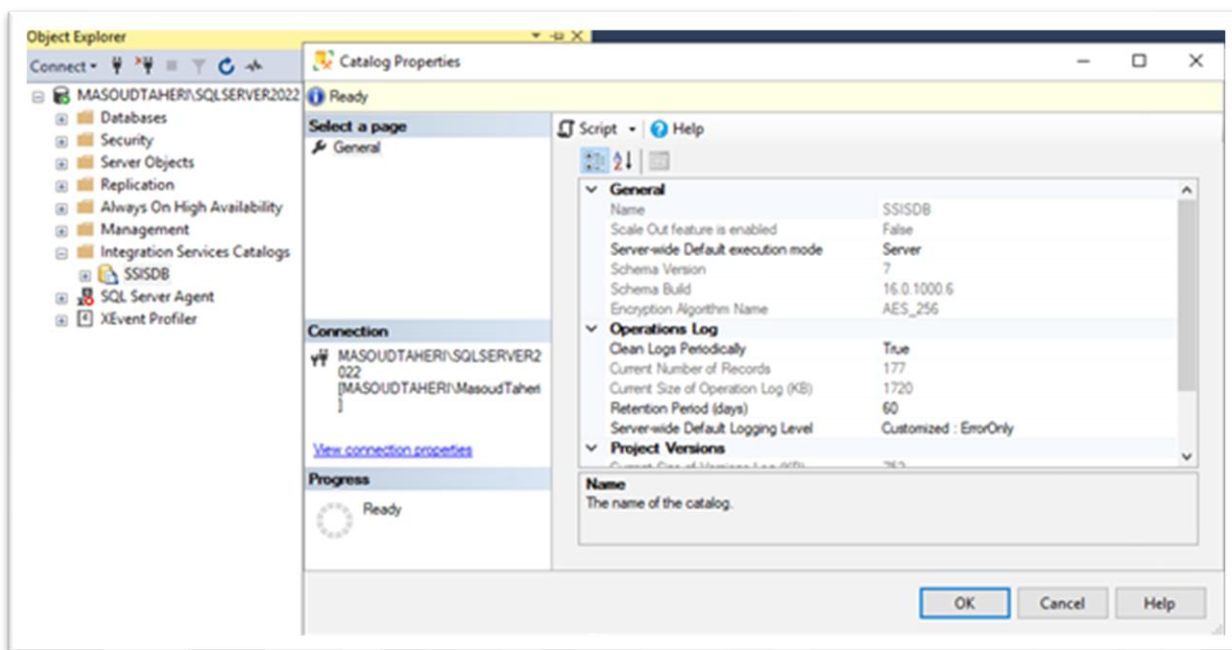 Object Explorer
Connect
MASOUDTAHERI\SQLSERVER2022
Databases
Security
Server Objects
Replication
Always On High Availability
Management
Integration Services Catalogs
SSISDB
SQL Server Agent
XEvent Profiler
Catalog Properties
Ready
Select a page
General
Connection
MASOUDTAHERI\SQLSERVER2
022
[MASOUDTAHERI\MasoudTaheri
]
View connection properties
Progress
Ready
Script Help
General
Name SSISDB
Scale Out feature is enabled False
Server-wide Default execution mode Server
Schema Version 7
Schema Build 16.0.1000.6
Encryption Algorithm Name AES_256
Operations Log
Clean Logs Periodically True
Current Number of Records 177
Current Size of Operation Log (KB) 1720
Retention Period (days) 60
Server-wide Default Logging Level Customized : ErrorOnly
Project Versions
Name
The name of the catalog.
OK Cancel Help